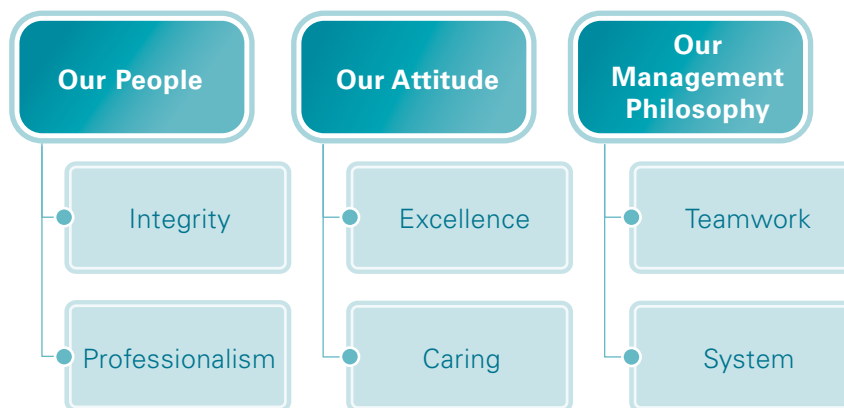 Our People
Integrity
Professionalism
Our Attitude
Excellence
Caring
Our
Management
Philosophy
Teamwork
System